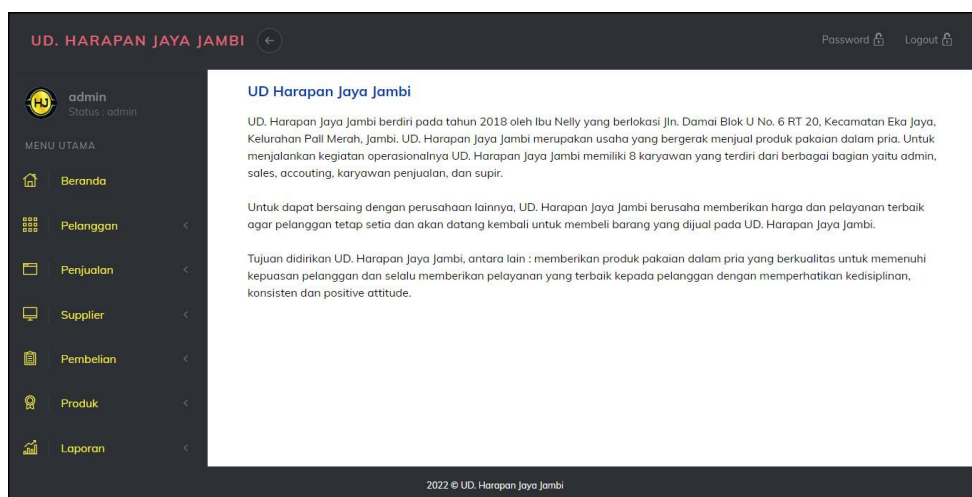 UD. HARAPAN JAYA JAMBI
Password
Logout
HJ
admin
Status : admin
MENU UTAMA
Beranda
Pelanggan
Penjualan
Supplier
Pembelian
Produk
Laporan
UD Harapan Jaya Jambi
UD. Harapan Jaya Jambi berdiri pada tahun 2018 oleh Ibu Nelly yang berlokasi Jln. Damai Blok U No. 6 RT 20, Kecamatan Eka Jaya,
Kelurahan Pall Merah, Jambi. UD. Harapan Jaya Jambi merupakan usaha yang bergerak menjual produk pakaian dalam pria. Untuk
menjalankan kegiatan operasionalnya UD. Harapan Jaya Jambi memiliki 8 karyawan yang terdiri dari berbagai bagian yaitu admin,
sales, accouting, karyawan penjualan, dan supir.
Untuk dapat bersaing dengan perusahaan lainnya, UD. Harapan Jaya Jambi berusaha memberikan harga dan pelayanan terbaik
agar pelanggan tetap setia dan akan datang kembali untuk membeli barang yang dijual pada UD. Harapan Jaya Jambi.
Tujuan didirikan UD. Harapan Jaya Jambi, antara lain : memberikan produk pakaian dalam pria yang berkualitas untuk memenuhi
kepuasan pelanggan dan selalu memberikan pelayanan yang terbaik kepada pelanggan dengan memperhatikan kedisiplinan,
konsisten dan positive attitude.
2022 © UD. Harapan Jaya Jambi